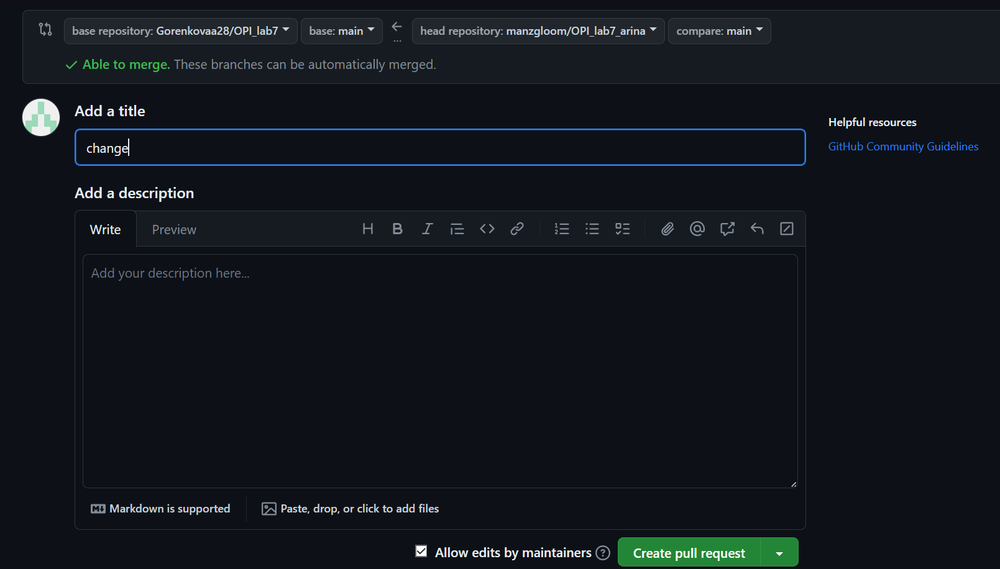 base repository: Gorenkovaa28/OPI_lab7 base: main ... head repository: manzgloom/OPI_lab7_arina compare: main
Able to merge. These branches can be automatically merged.
Add a title
change
Helpful resources
GitHub Community Guidelines
Add a description
Write Preview
Add your description here...
Markdown is supported Paste, drop, or click to add files
Allow edits by maintainers Create pull request